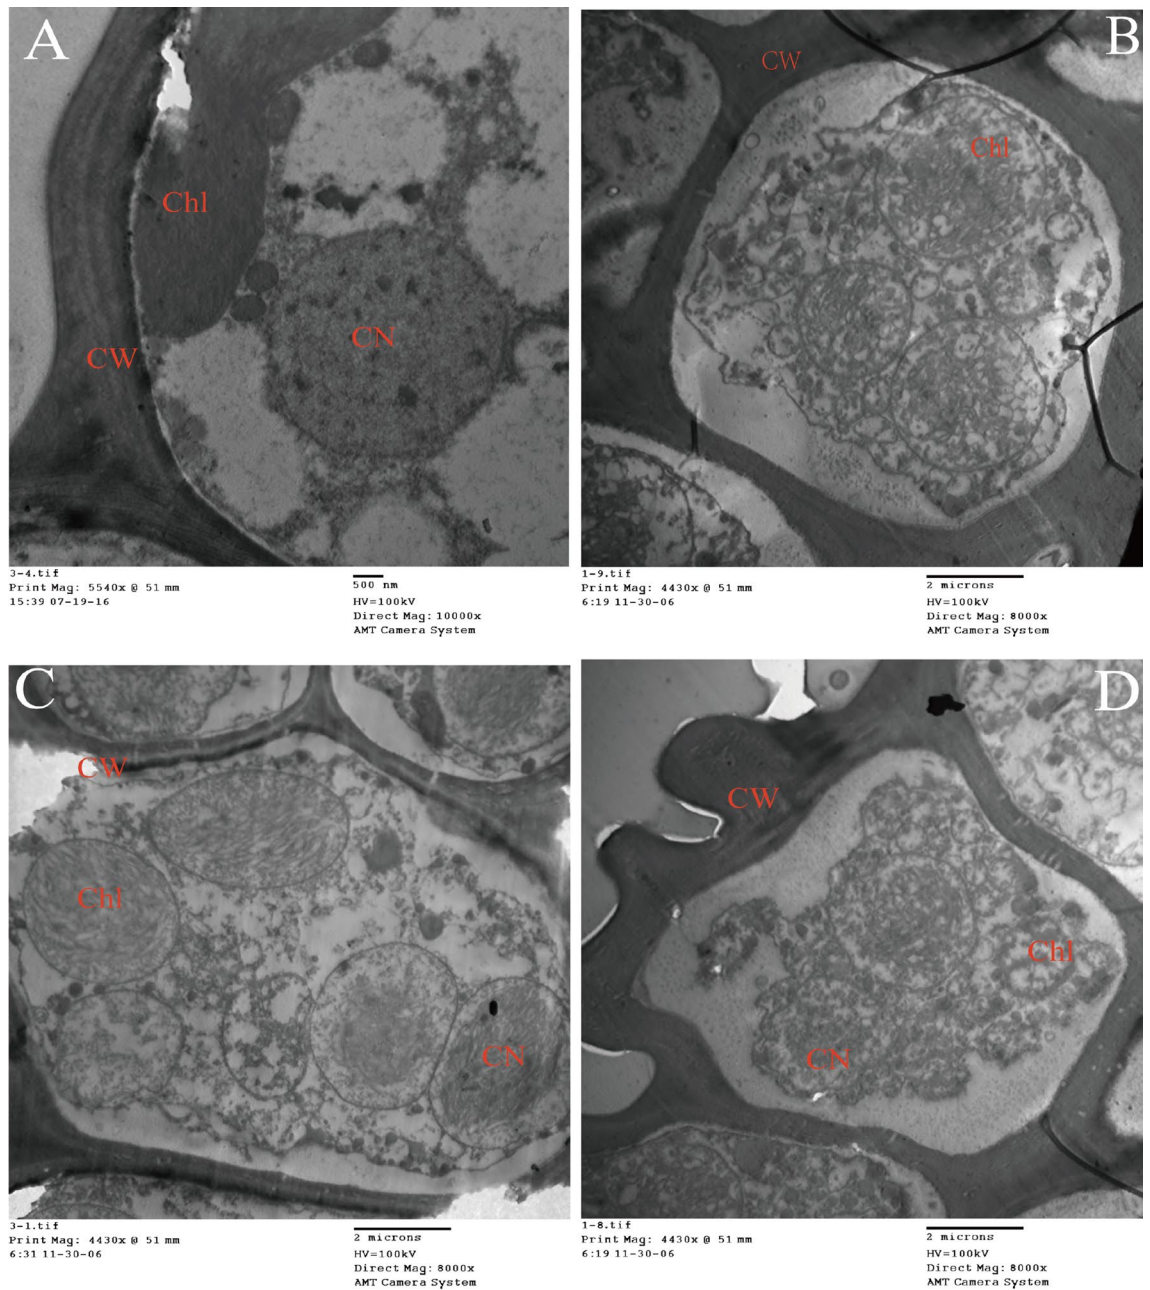 A
Chl
CN
CW
3-4.tif
Print Mag: 5540x @ 51 mm
15:39 07-19-16
500 nm
HV=100kV
Direct Mag: 10000x
AMT Camera System
B
CW
Chl
1-9.tif
Print Mag: 4430x @ 51 mm
6:19 11-30-06
2 microns
HV=100kV
Direct Mag: 8000x
AMT Camera System
C
CW
Chl
CN
3-1.tif
Print Mag: 4430x @ 51 mm
6:31 11-30-06
2 microns
HV=100kV
Direct Mag: 8000x
AMT Camera System
D
CW
Chl
CN
1-8.tif
Print Mag: 4430x @ 51 mm
6:19 11-30-06
2 microns
HV=100kV
Direct Mag: 8000x
AMT Camera System